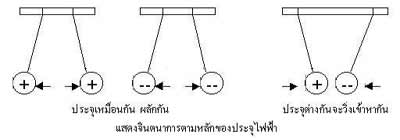 + + -- -- + --
ประจุเหมือนกัน ผลักกัน ประจุต่างกันจะวิ่งเข้าหากัน
แสดงจินตนาการตามหลักของประจุไฟฟ้า